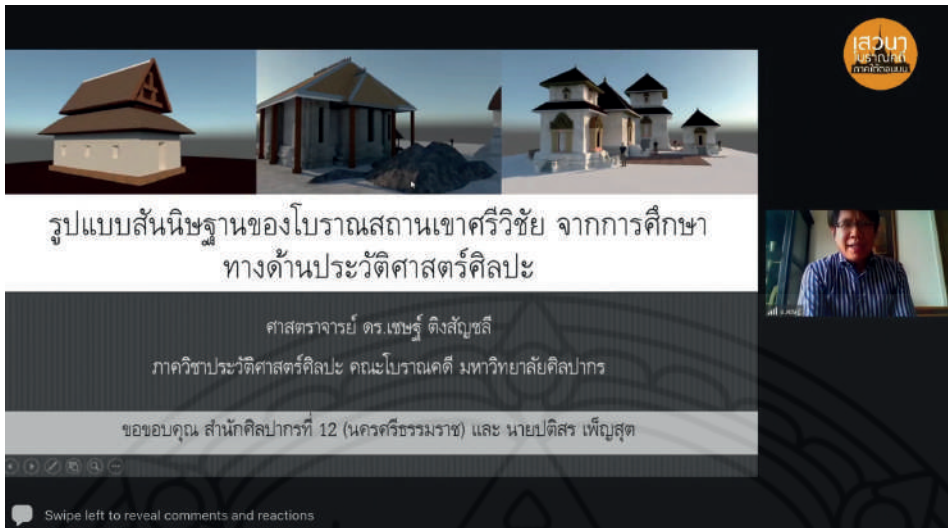 เสวนา
โบราณคดี
ภาคใต้ตอนบน
รูปแบบสันนิษฐานของโบราณสถานเขาศรีวิชัย จากการศึกษา
ทางด้านประวัติศาสตร์ศิลปะ
ศาสตราจารย์ ดร.เชษฐ์ ติงสัญชลี
ภาควิชาประวัติศาสตร์ศิลปะ คณะโบราณคดี มหาวิทยาลัยศิลปากร
ขอขอบคุณ สำนักศิลปากรที่ 12 (นครศรีธรรมราช) และ นายปติสร เพ็ญสุต
Swipe left to reveal comments and reactions